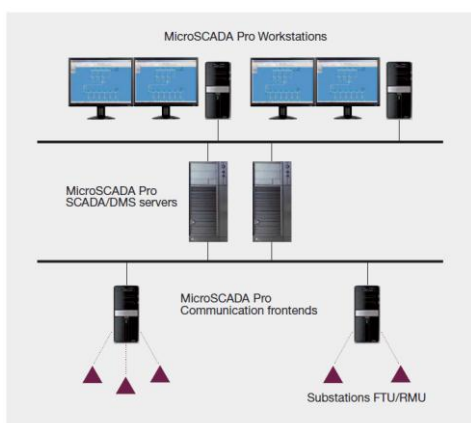 MicroSCADA Pro Workstations
MicroSCADA Pro
SCADA/DMS servers
MicroSCADA Pro
Communication frontends
Substations FTU/RMU